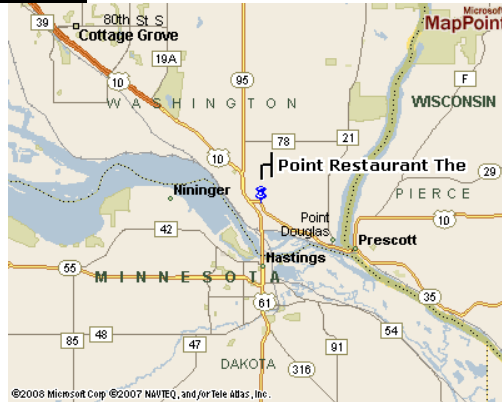 Microsoft
MapPoint
39
80th St S
Cottage Grove
19A
F
10
95
WISCONSIN
WASHINGTON
78
21
10
Point Restaurant The
29
Nininger
PIERCE
Point
Douglas
10
42
Prescott
Hastings
55
MINNESOTA
35
61
54
85
48
47
91
DAKOTA
316
©2008 Microsoft Corp ©2007 NAVTEQ, and/or Tele Atlas, Inc.